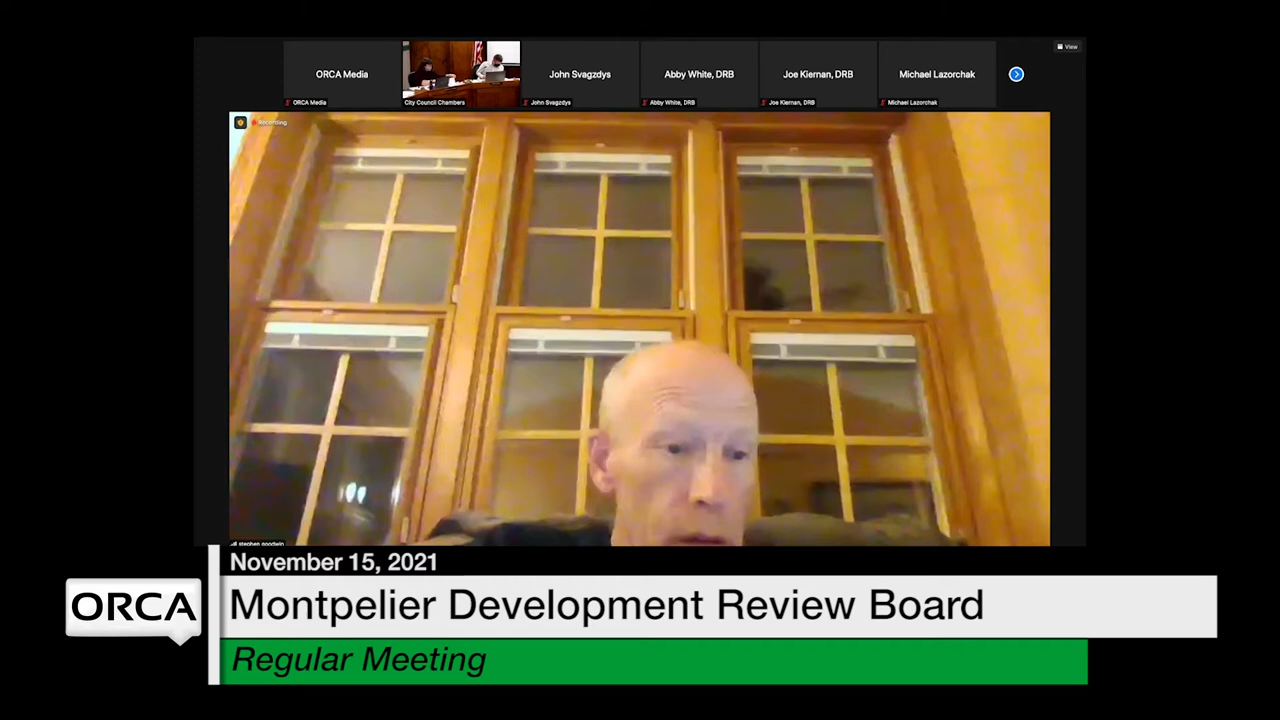 View
ORCA Media
John Svagzdys
Abby White, DRB
Joe Kiernan, DRB
Michael Lazorchak
ORCA Media
City Council Chambers
John Svagzdys
Abby White, DRB
Joe Kiernan, DRB
Michael Lazorchak
Recording
stephen goodwin
November 15, 2021
ORCA
Montpelier Development Review Board
Regular Meeting